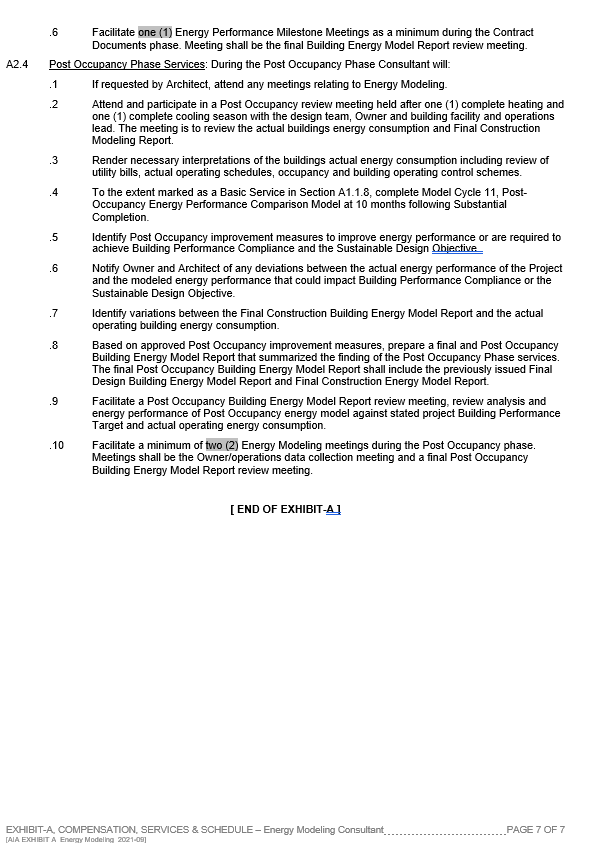 .6 Facilitate one (1) Energy Performance Milestone Meetings as a minimum during the Contract
Documents phase. Meeting shall be the final Building Energy Model Report review meeting.
A2.4 Post Occupancy Phase Services: During the Post Occupancy Phase Consultant will:
.1 If requested by Architect, attend any meetings relating to Energy Modeling.
.2 Attend and participate in a Post Occupancy review meeting held after one (1) complete heating and
one (1) complete cooling season with the design team, Owner and building facility and operations
lead. The meeting is to review the actual buildings energy consumption and Final Construction
Modeling Report.
.3 Render necessary interpretations of the buildings actual energy consumption including review of
utility bills, actual operating schedules, occupancy and building operating control schemes.
.4 To the extent marked as a Basic Service in Section A1.1.8, complete Model Cycle 11, Post-
Occupancy Energy Performance Comparison Model at 10 months following Substantial
Completion.
.5 Identify Post Occupancy improvement measures to improve energy performance or are required to
achieve Building Performance Compliance and the Sustainable Design Objective..
.6 Notify Owner and Architect of any deviations between the actual energy performance of the Project
and the modeled energy performance that could impact Building Performance Compliance or the
Sustainable Design Objective.
.7 Identify variations between the Final Construction Building Energy Model Report and the actual
operating building energy consumption.
.8 Based on approved Post Occupancy improvement measures, prepare a final and Post Occupancy
Building Energy Model Report that summarized the finding of the Post Occupancy Phase services.
The final Post Occupancy Building Energy Model Report shall include the previously issued Final
Design Building Energy Model Report and Final Construction Energy Model Report.
.9 Facilitate a Post Occupancy Building Energy Model Report review meeting, review analysis and
energy performance of Post Occupancy energy model against stated project Building Performance
Target and actual operating energy consumption.
.10 Facilitate a minimum of two (2) Energy Modeling meetings during the Post Occupancy phase.
Meetings shall be the Owner/operations data collection meeting and a final Post Occupancy
Building Energy Model Report review meeting.
[ END OF EXHIBIT-A ]
EXHIBIT-A, COMPENSATION, SERVICES & SCHEDULE – Energy Modeling Consultant PAGE 7 OF 7
[A/A EXHIBIT A_Energy Modeling_2021-09]